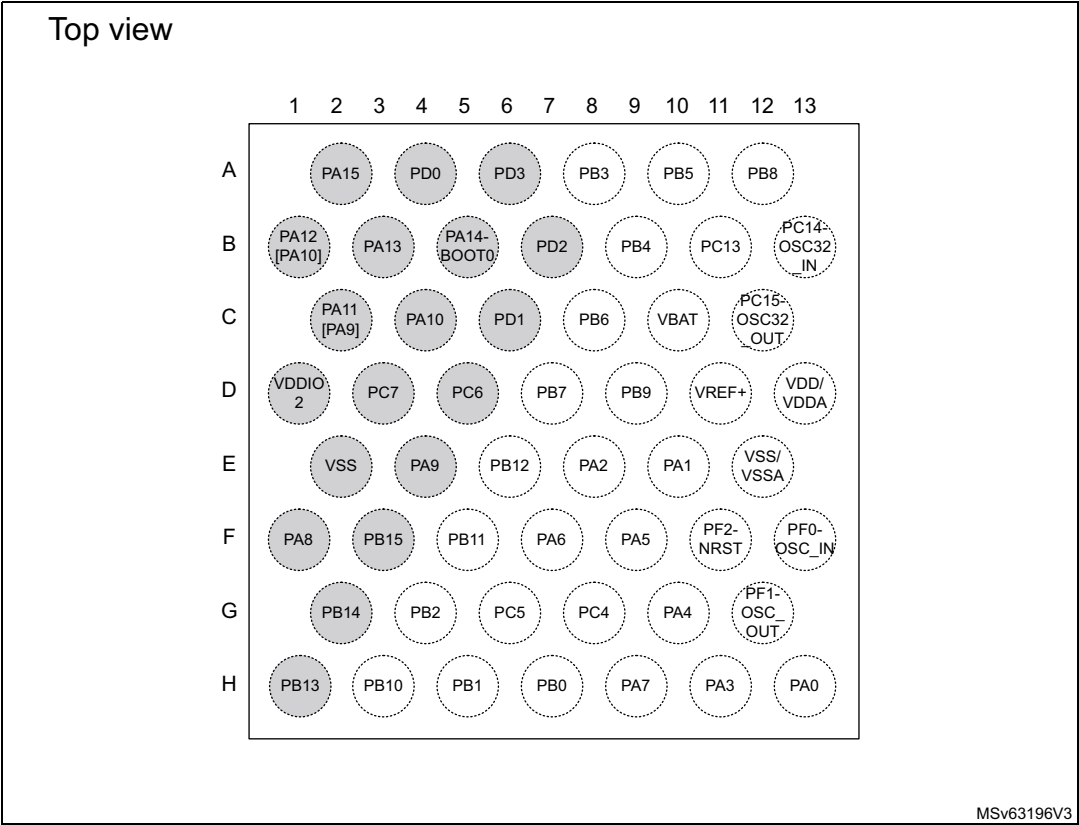 Top view
1 2 3 4 5 6 7 8 9 10 11 12 13
A
PA15 PD0 PD3 PB3 PB5 PB8
B
PA12
[PA10]
PA13
PA14-
BOOT0
PD2
PB4
PC13
PC14-
OSC32
_IN
C
PA11
[PA9]
PA10
PD1
PB6
VBAT
PC15-
OSC32
_OUT
D
VDDIO
2
PC7
PC6
PB7
PB9
VREF+
VDD/
VDDA
E
VSS
PA9
PB12
PA2
PA1
VSS/
VSSA
F
PA8
PB15
PB11
PA6
PA5
PF2-
NRST
PF0-
OSC_IN
G
PB14
PB2
PC5
PC4
PA4
PF1-
OSC_
OUT
H
PB13 PB10 PB1 PB0 PA7 PA3 PA0
MSv63196V3